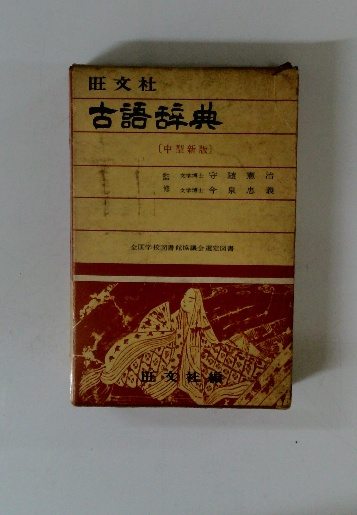 旺文社
古語辞典
〔中型新版〕
監修
文学博士 守随憲治
文学博士 今泉忠義
全国学校図書館協議会選定図書
旺文社編